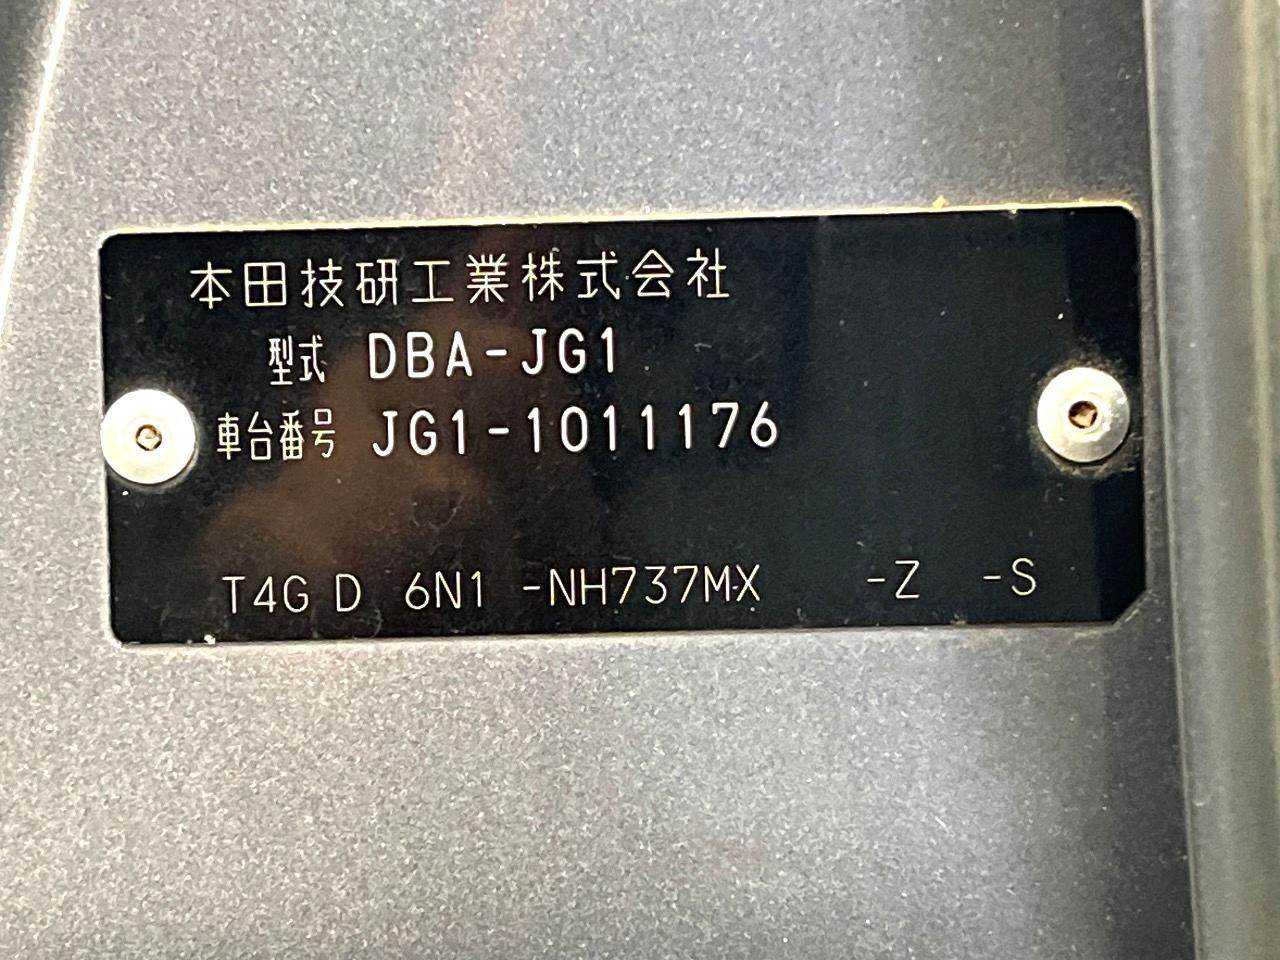 本田技研工業株式会社
型式 DBA-JG1
車台番号 JG1-1011176
T4G D 6N1 -NH737MX -Z -S